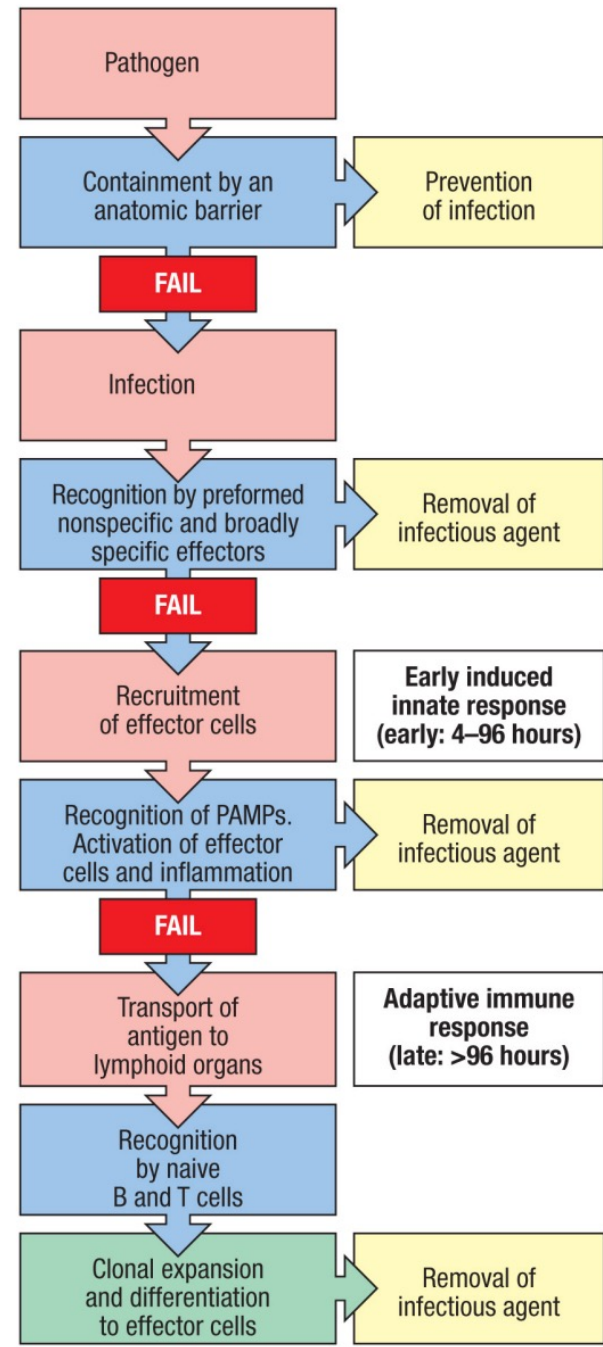 Pathogen
Containment by an
anatomic barrier
Prevention
of infection
FAIL
Infection
Recognition by preformed
nonspecific and broadly
specific effectors
Removal of
infectious agent
FAIL
Recruitment
of effector cells
Early induced
innate response
(early: 4–96 hours)
Recognition of PAMPs.
Activation of effector
cells and inflammation
Removal of
infectious agent
FAIL
Transport of
antigen to
lymphoid organs
Adaptive immune
response
(late: >96 hours)
Recognition
by naive
B and T cells
Clonal expansion
and differentiation
to effector cells
Removal of
infectious agent